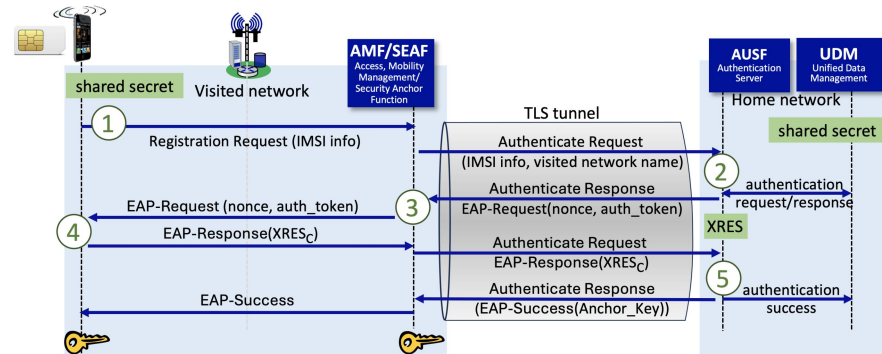 AMF/SEAF
Access, Mobility
Management/
Security Anchor
Function
AUSF
Authentication
Server
UDM
Unified Data
Management
shared secret
Visited network
Home network
TLS tunnel
shared secret
1
Registration Request (IMSI info)
Authenticate Request
(IMSI info, visited network name)
2
authentication
request/response
Authenticate Response
EAP-Request(nonce, auth_token)
3
EAP-Request (nonce, auth_token)
XRES
4
EAP-Response(XRESC)
Authenticate Request
EAP-Response(XRESC)
5
authentication
success
Authenticate Response
(EAP-Success(Anchor_Key))
EAP-Success